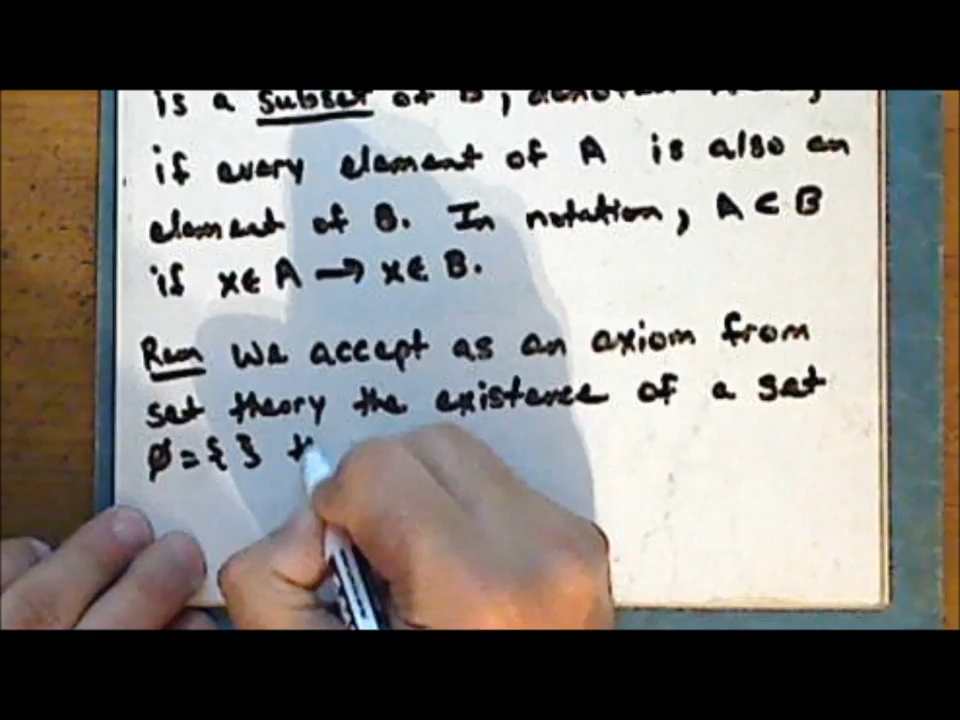 is a subset of B,
if every element of A is also an
element of B. In notation, A ⊂ B
if x ∈ A → x ∈ B.
Rem We accept as an axiom from
set theory the existence of a set
∅ = { }